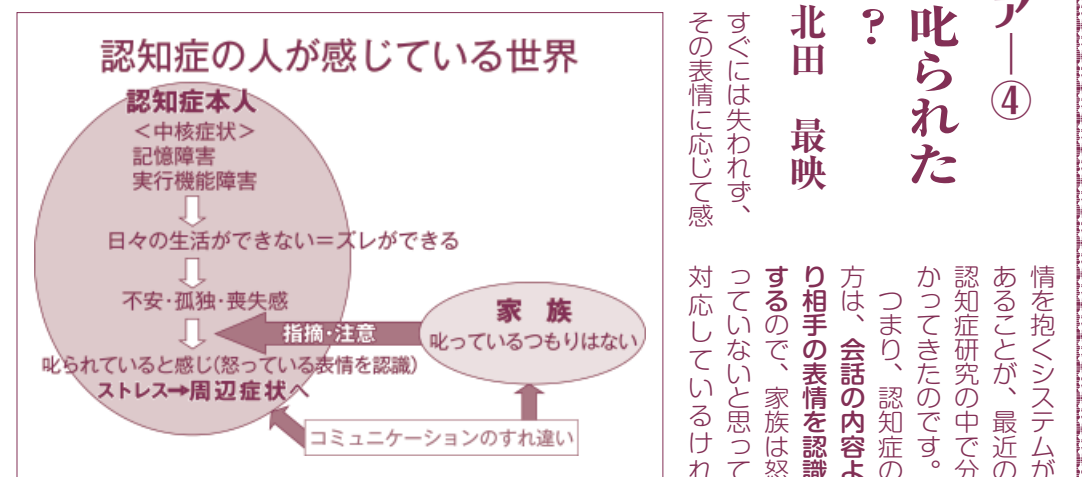 ア―④
叱られた
？
北田　最映
すぐには失われず、
その表情に応じて感
情を抱くシステムが
あることが、最近の
認知症研究の中で分
かってきたのです。
つまり、認知症の
方は、会話の内容よ
り相手の表情を認識
するので、家族は怒
っていないと思って
対応しているけれ
認知症の人が感じている世界
認知症本人
＜中核症状＞
記憶障害
実行機能障害
日々の生活ができない＝ズレができる
不安・孤独・喪失感
指摘・注意
家　族
叱っているつもりはない
叱られていると感じ(怒っている表情を認識)
ストレス➡周辺症状へ
コミュニケーションのすれ違い